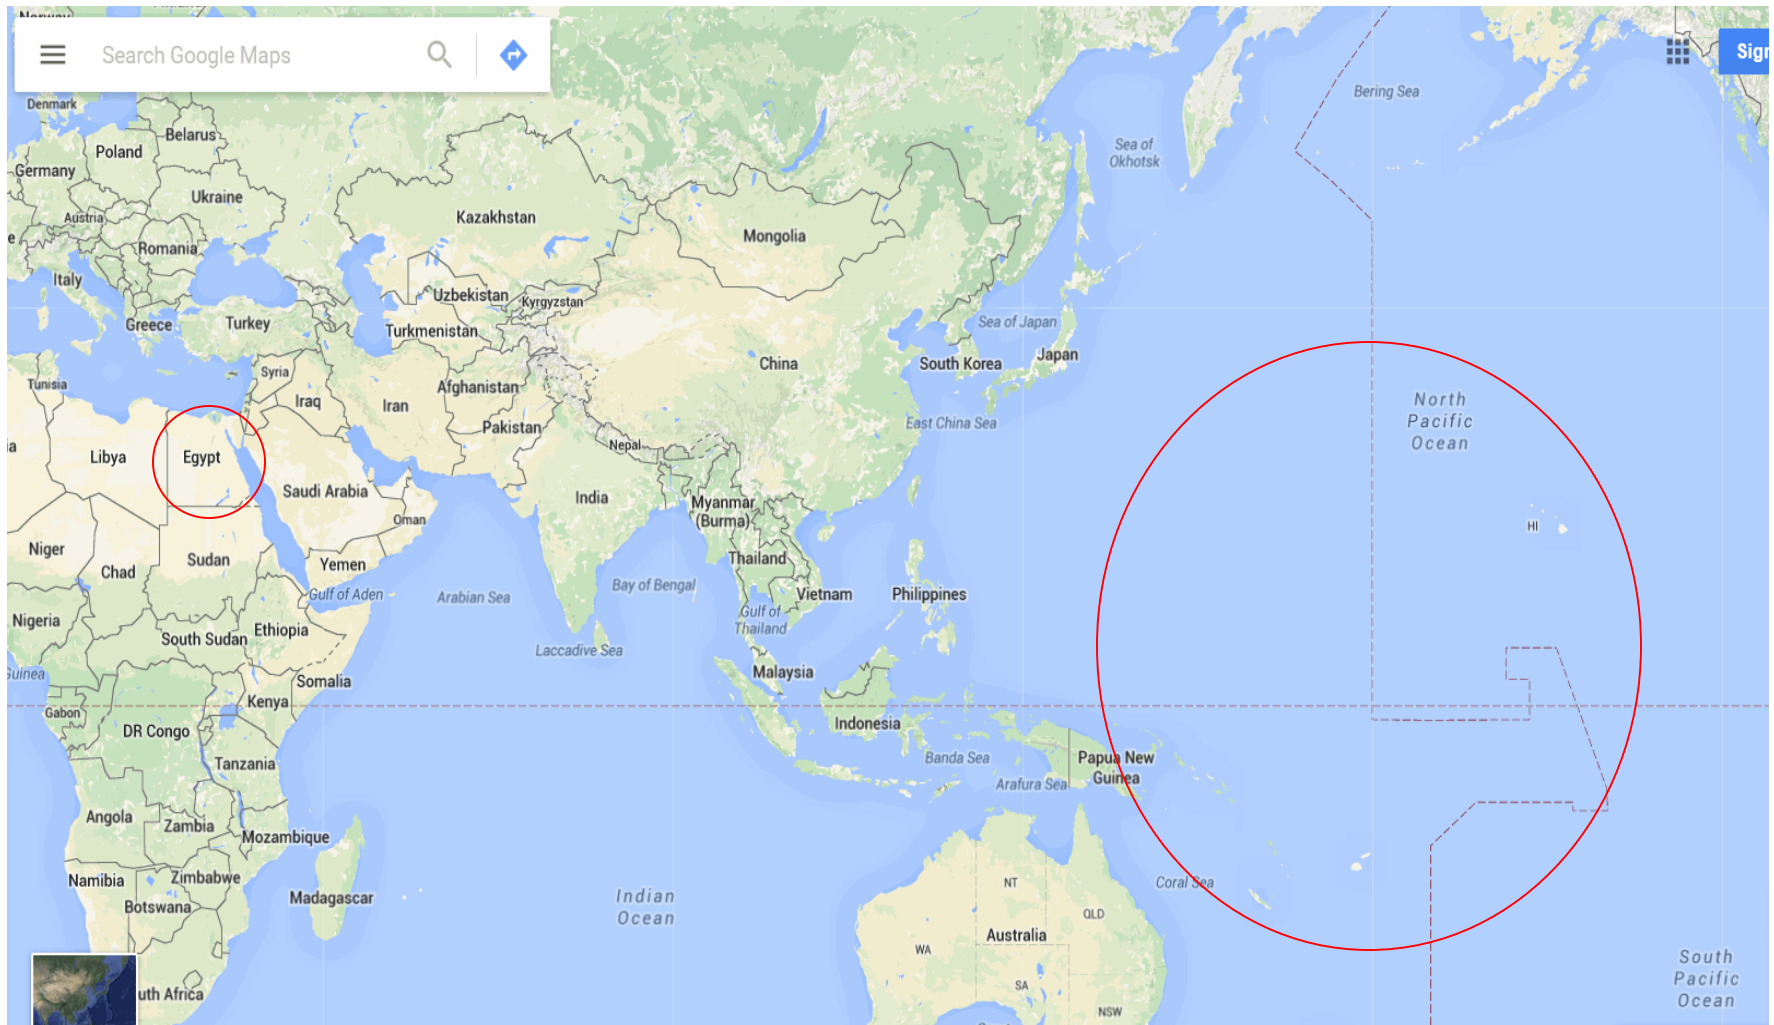 Norway
Search Google Maps
Sign
Bering Sea
Denmark
Belarus
Sea of
Okhotsk
Poland
Germany
Ukraine
Austria
Kazakhstan
Mongolia
Romania
Italy
Uzbekistan
Kyrgyzstan
Greece
Turkey
Turkmenistan
Sea of Japan
China
South Korea
Japan
Syria
Tunisia
Afghanistan
Iraq
Iran
North
Pacific
Ocean
East China Sea
Pakistan
Nepal
Libya
Egypt
Saudi Arabia
India
Myanmar
(Burma)
Oman
HI
Niger
Sudan
Chad
Yemen
Thailand
Gulf of Aden
Arabian Sea
Bay of Bengal
Vietnam
Philippines
Nigeria
Gulf of
Thailand
Ethiopia
South Sudan
Laccadive Sea
Guinea
Malaysia
Somalia
Kenya
Gabon
Indonesia
DR Congo
Banda Sea
Papua New
Guinea
Tanzania
Arafura Sea
Angola
Zambia
Mozambique
Namibia
Zimbabwe
Coral Sea
NT
Madagascar
Indian
Ocean
Botswana
QLD
Australia
WA
South
Pacific
Ocean
SA
uth Africa
NSW